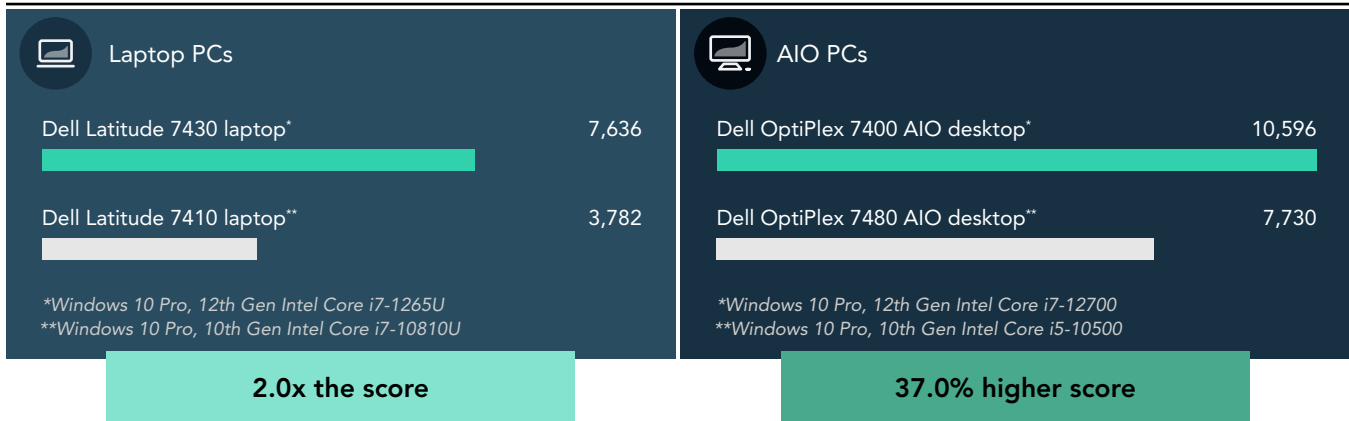 Laptop PCs
Dell Latitude 7430 laptop* 7,636
Dell Latitude 7410 laptop** 3,782
*Windows 10 Pro, 12th Gen Intel Core i7-1265U
**Windows 10 Pro, 10th Gen Intel Core i7-10810U
2.0x the score
AIO PCs
Dell OptiPlex 7400 AIO desktop* 10,596
Dell OptiPlex 7480 AIO desktop** 7,730
*Windows 10 Pro, 12th Gen Intel Core i7-12700
**Windows 10 Pro, 10th Gen Intel Core i5-10500
37.0% higher score